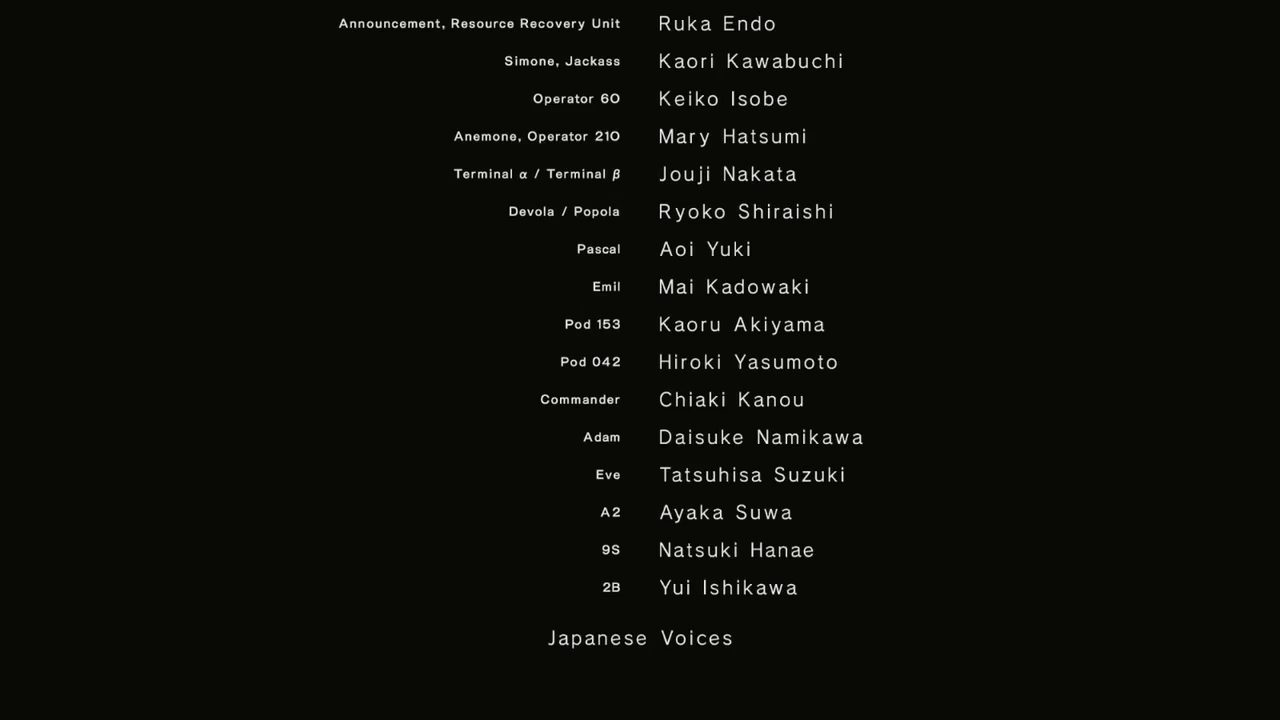 Announcement, Resource Recovery Unit Ruka Endo
Simone, Jackass Kaori Kawabuchi
Operator 6O Keiko Isobe
Anemone, Operator 21O Mary Hatsumi
Terminal α / Terminal β Jouji Nakata
Devola / Popola Ryoko Shiraishi
Pascal Aoi Yuki
Emil Mai Kadowaki
Pod 153 Kaoru Akiyama
Pod 042 Hiroki Yasumoto
Commander Chiaki Kanou
Adam Daisuke Namikawa
Eve Tatsuhisa Suzuki
A2 Ayaka Suwa
9S Natsuki Hanae
2B Yui Ishikawa
Japanese Voices